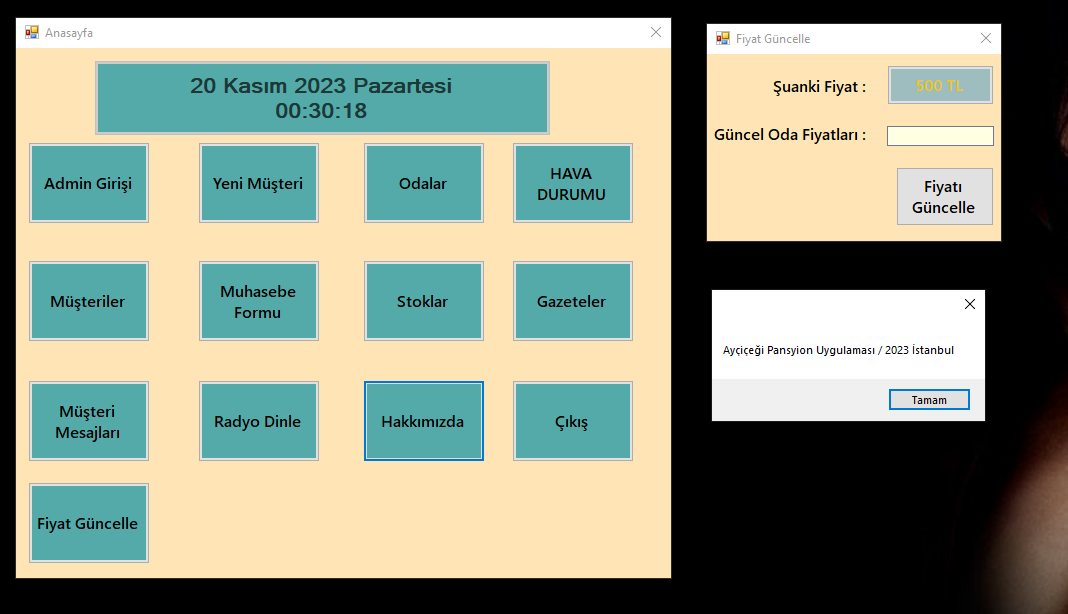 Anasayfa
20 Kasım 2023 Pazartesi
00:30:18
Admin Girişi
Yeni Müşteri
Odalar
HAVA
DURUMU
Müşteriler
Muhasebe
Formu
Stoklar
Gazeteler
Müşteri
Mesajları
Radyo Dinle
Hakkımızda
Çıkış
Fiyat Güncelle
Fiyat Güncelle
Şuanki Fiyat :
500 TL
Güncel Oda Fiyatları :
Fiyatı
Güncelle
Ayçiçeği Pansyion Uygulaması / 2023 İstanbul
Tamam